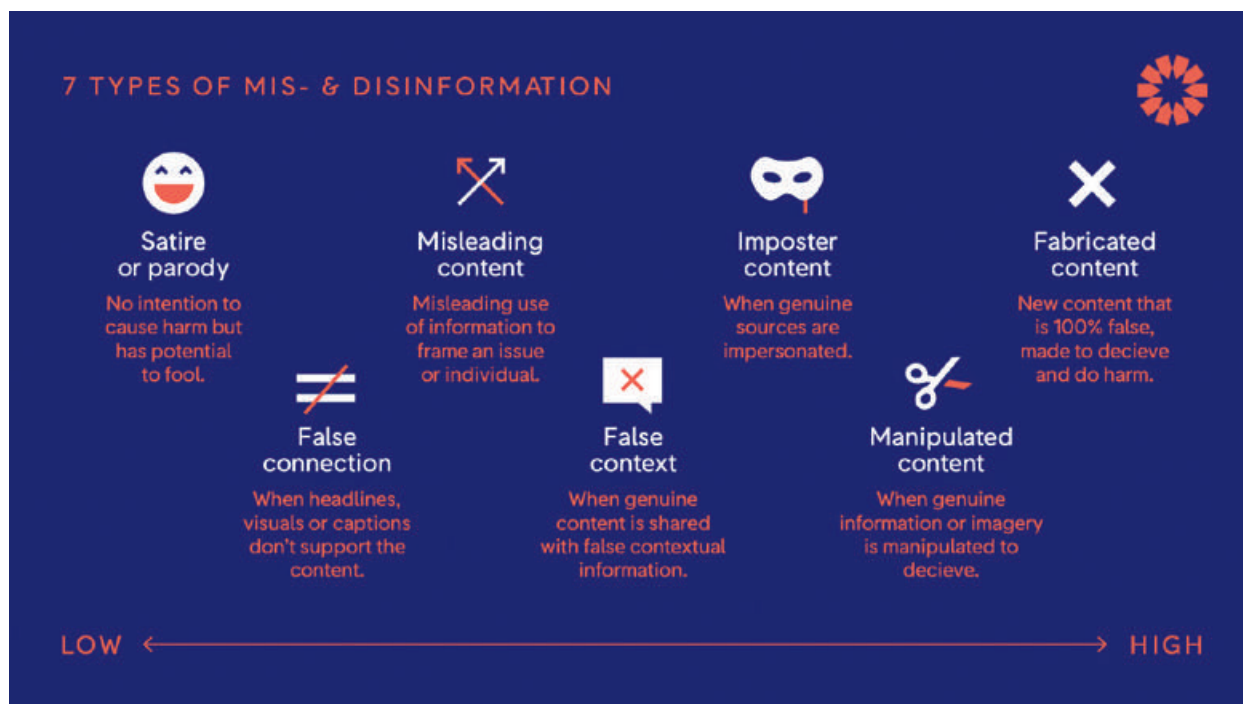 7 TYPES OF MIS- & DISINFORMATION
Satire
or parody
No intention to
cause harm but
has potential
to fool.
False
connection
When headlines,
visuals or captions
don't support the
content.
Misleading
content
Misleading use
of information to
frame an issue
or individual.
False
context
When genuine
content is shared
with false contextual
information.
Imposter
content
When genuine
sources are
impersonated.
Manipulated
content
When genuine
information or imagery
is manipulated to
decieve.
Fabricated
content
New content that
is 100% false,
made to decieve
and do harm.
LOW
HIGH